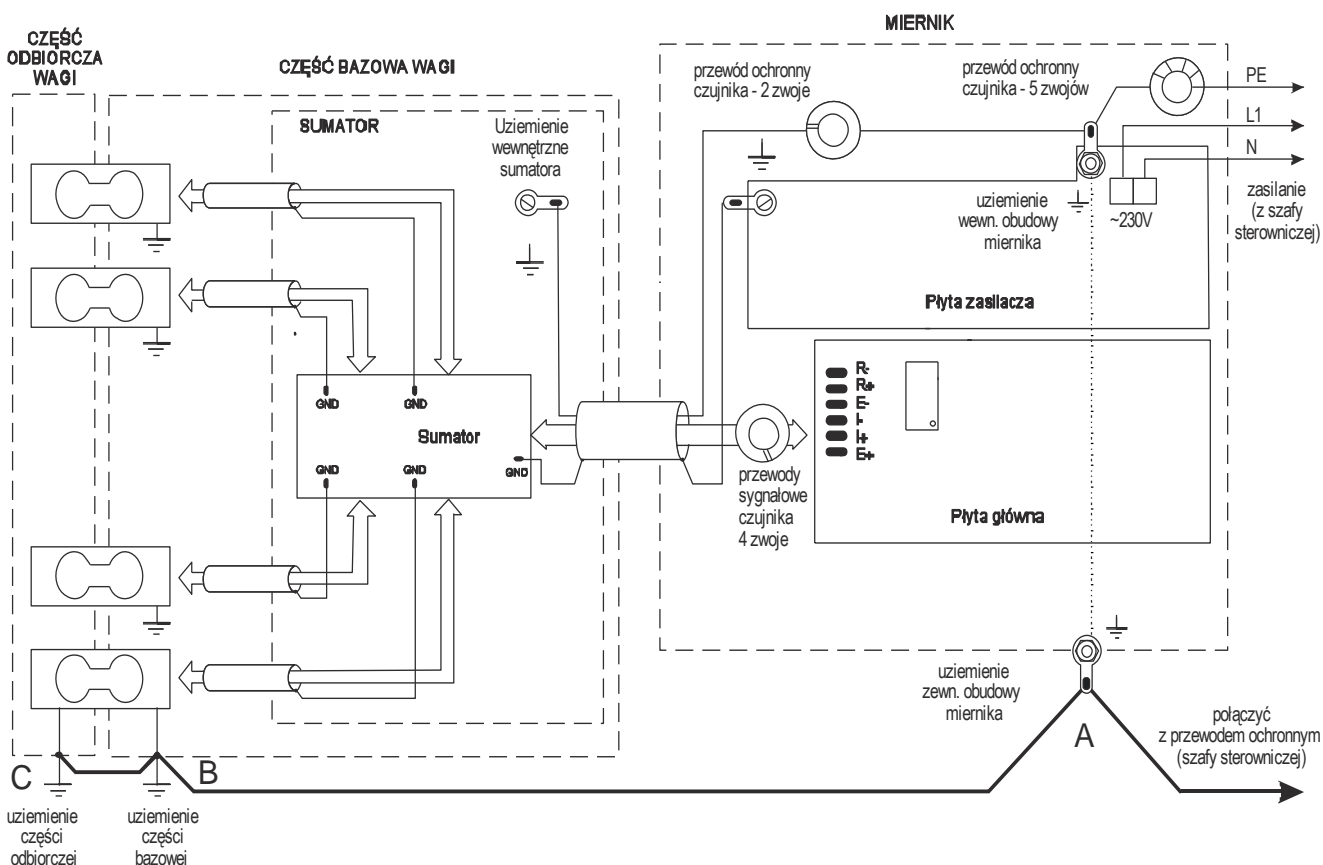 MIERNIK
CZĘŚĆ
ODBIORCZA
WAGI
CZĘŚĆ BAZOWA WAGI
SUMATOR
Uziemienie
wewnętrzne
sumatora
przewód ochronny
czujnika - 2 zwoje
przewód ochronny
czujnika - 5 zwojów
PE
L1
N
zasilanie
(z szafy
sterowniczej)
~230V
uziemienie
wewn. obudowy
miernika
Płyta zasilacza
R-
R+
E-
I-
I+
E+
GND
GND
Sumator
GND
GND
GND
przewody
sygnałowe
czujnika
4 zwoje
Płyta główna
uziemienie
zewn. obudowy
miernika
A
połączyć
z przewodem ochronnym
(szafy sterowniczej)
C
B
uziemienie
części
odbiorczej
uziemienie
części
bazowej